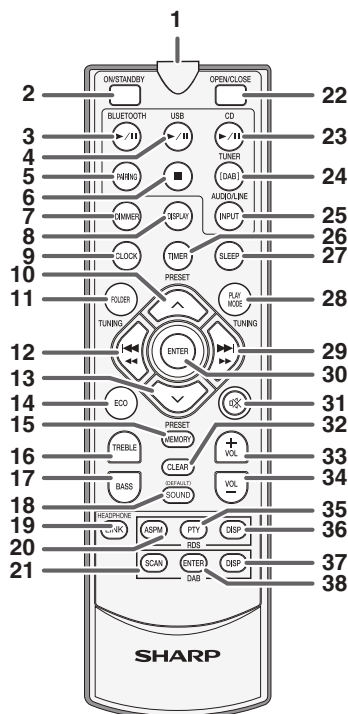 1
ON/STANDBY
OPEN/CLOSE
2
22
BLUETOOTH
USB
CD
3
23
4
TUNER
5
PAIRING
[DAB]
24
6
AUDIO/LINE
7
DIMMER
DISPLAY
INPUT
25
8
26
9
CLOCK
TIMER
SLEEP
27
10
PRESET
11
FOLDER
PLAY
MODE
28
TUNING
TUNING
12
ENTER
29
30
13
14
ECO
31
PRESET
15
MEMORY
32
16
TREBLE
CLEAR
+
VOL
33
17
BASS
(DEFAULT)
VOL
–
34
18
SOUND
HEADPHONE
35
19
LINK
ASPM
PTY
DISP
36
20
RDS
21
SCAN
ENTER
DISP
37
DAB
38
SHARP